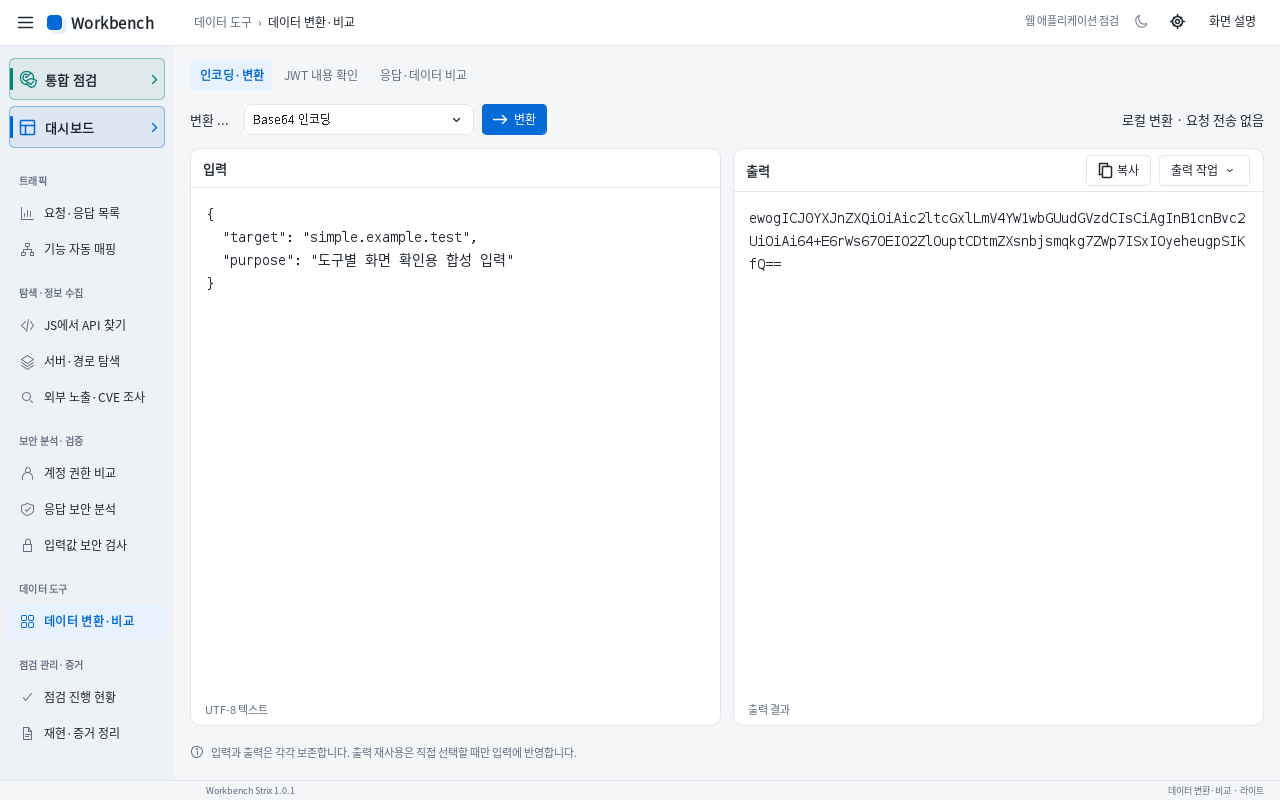 Workbench
데이터 도구 › 데이터 변환·비교
웹 애플리케이션 점검
화면 설명
통합 점검
대시보드
트래픽
요청·응답 목록
기능 자동 매핑
탐색·정보 수집
JS에서 API 찾기
서버·경로 탐색
외부 노출·CVE 조사
보안 분석·검증
계정 권한 비교
응답 보안 분석
입력값 보안 검사
데이터 도구
데이터 변환·비교
점검 관리·증거
점검 진행 현황
재현·증거 정리
인코딩·변환 JWT 내용 확인 응답·데이터 비교
변환 ... Base64 인코딩 변환
로컬 변환 · 요청 전송 없음
입력
{
"target": "simple.example.test",
"purpose": "도구별 화면 확인용 합성 입력"
}
UTF-8 텍스트
출력 복사 출력 작업
ewogICJ0YXJnZXQiOiAic2ltcGxlLmV4YW1wbGUudGVzdCIsCiAgInB1cnBvc2
UiOiAi64+E6rWs67OEIO2ZlOuptCDtmZXsnbjsmqkg7ZWp7ISxIOyeheugpSIK
fQ==
출력 결과
입력과 출력은 각각 보존합니다. 출력 재사용은 직접 선택할 때만 입력에 반영합니다.
Workbench Strix 1.0.1
데이터 변환·비교 · 라이트